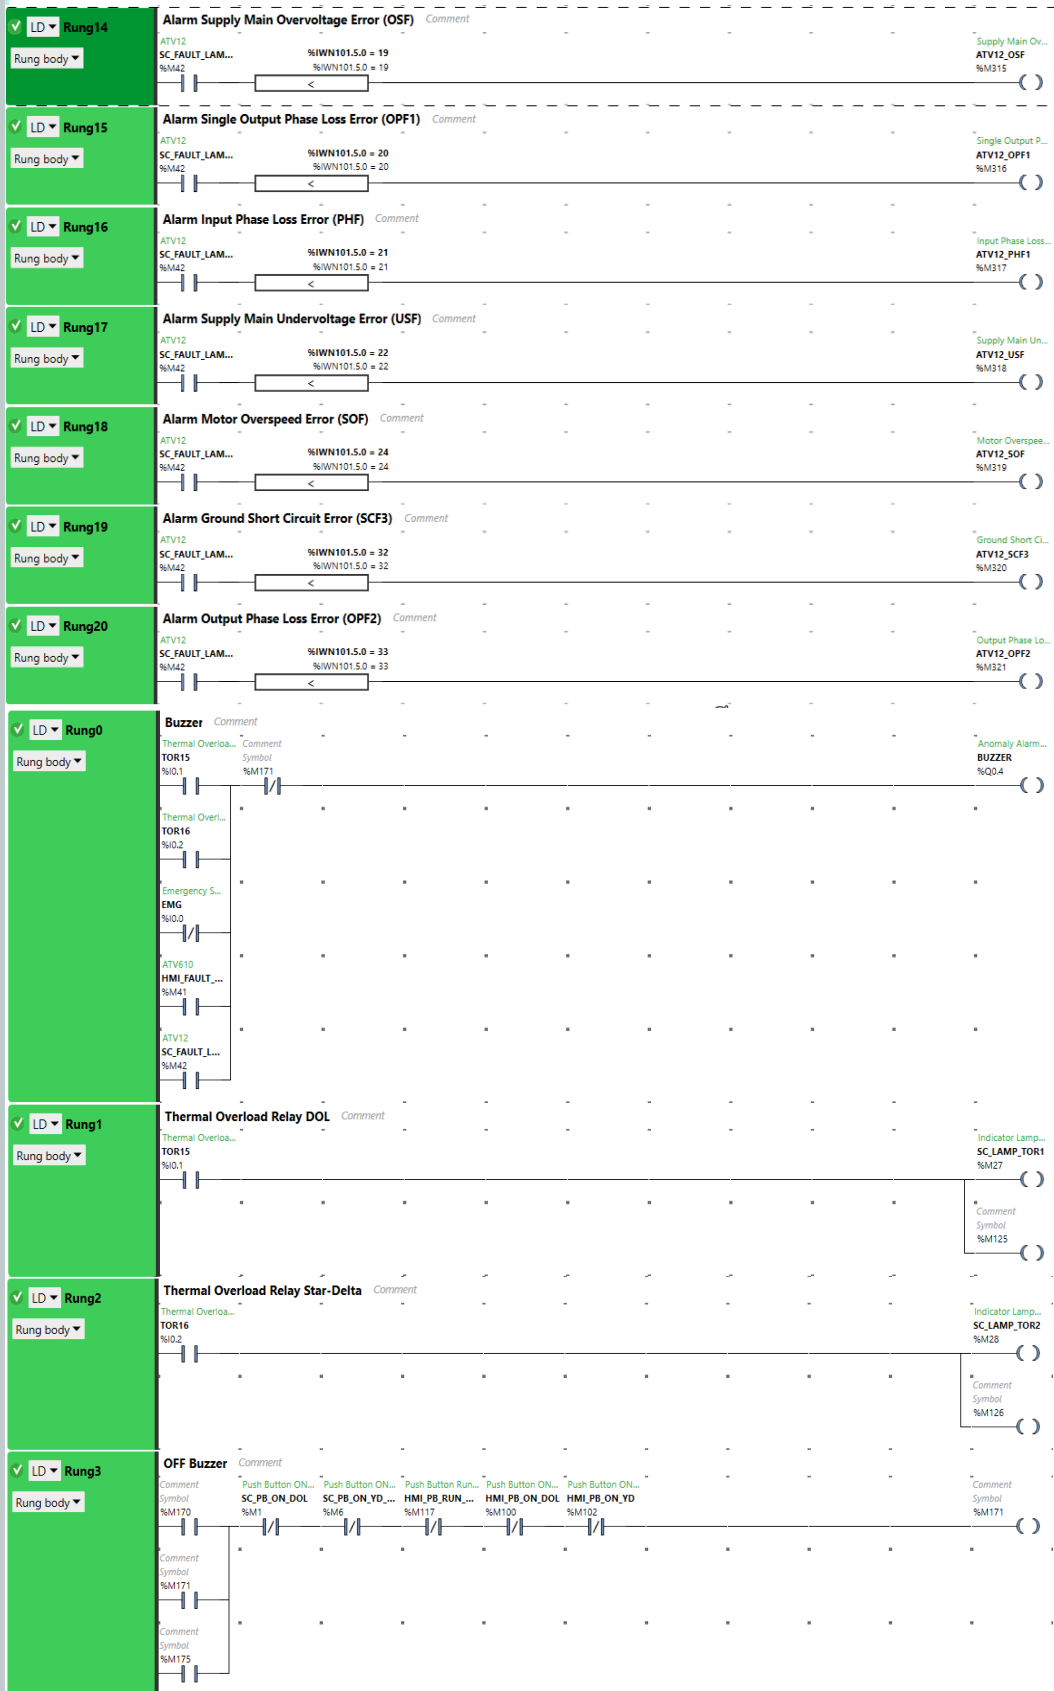 LD Rung14
Rung body
Alarm Supply Main Overvoltage Error (OSF) Comment
ATV12
SC_FAULT_LAM...
%M42
%IWN101.5.0 = 19
%IWN101.5.0 = 19
<
Supply Main Ov...
ATV12_OSF
%M315
LD Rung15
Rung body
Alarm Single Output Phase Loss Error (OPF1) Comment
ATV12
SC_FAULT_LAM...
%M42
%IWN101.5.0 = 20
%IWN101.5.0 = 20
<
Single Output P...
ATV12_OPF1
%M316
LD Rung16
Rung body
Alarm Input Phase Loss Error (PHF) Comment
ATV12
SC_FAULT_LAM...
%M42
%IWN101.5.0 = 21
%IWN101.5.0 = 21
<
Input Phase Loss...
ATV12_PHF1
%M317
LD Rung17
Rung body
Alarm Supply Main Undervoltage Error (USF) Comment
ATV12
SC_FAULT_LAM...
%M42
%IWN101.5.0 = 22
%IWN101.5.0 = 22
<
Supply Main Un...
ATV12_USF
%M318
LD Rung18
Rung body
Alarm Motor Overspeed Error (SOF) Comment
ATV12
SC_FAULT_LAM...
%M42
%IWN101.5.0 = 24
%IWN101.5.0 = 24
<
Motor Overspee...
ATV12_SOF
%M319
LD Rung19
Rung body
Alarm Ground Short Circuit Error (SCF3) Comment
ATV12
SC_FAULT_LAM...
%M42
%IWN101.5.0 = 32
%IWN101.5.0 = 32
<
Ground Short Ci...
ATV12_SCF3
%M320
LD Rung20
Rung body
Alarm Output Phase Loss Error (OPF2) Comment
ATV12
SC_FAULT_LAM...
%M42
%IWN101.5.0 = 33
%IWN101.5.0 = 33
<
Output Phase Lo...
ATV12_OPF2
%M321
LD Rung0
Rung body
Buzzer Comment
Thermal Overloa...
TOR15
%I0.1
Comment
Symbol
%M171
Anomaly Alarm...
BUZZER
%Q0.4
Thermal Overl...
TOR16
%I0.2
Emergency S...
EMG
%I0.0
ATV610
HMI_FAULT_...
%M41
ATV12
SC_FAULT_L...
%M42
LD Rung1
Rung body
Thermal Overload Relay DOL Comment
Thermal Overloa...
TOR15
%I0.1
Indicator Lamp...
SC_LAMP_TOR1
%M27
Comment
Symbol
%M125
LD Rung2
Rung body
Thermal Overload Relay Star-Delta Comment
Thermal Overloa...
TOR16
%I0.2
Indicator Lamp...
SC_LAMP_TOR2
%M28
Comment
Symbol
%M126
LD Rung3
Rung body
OFF Buzzer Comment
Comment
Symbol
%M170
Push Button ON...
SC_PB_ON_DOL
%M1
Push Button ON...
SC_PB_ON_YD_...
%M6
Push Button Run...
HMI_PB_RUN_...
%M117
Push Button ON...
HMI_PB_ON_DOL
%M100
Push Button ON...
HMI_PB_ON_YD
%M102
Comment
Symbol
%M171
Comment
Symbol
%M171
Comment
Symbol
%M175